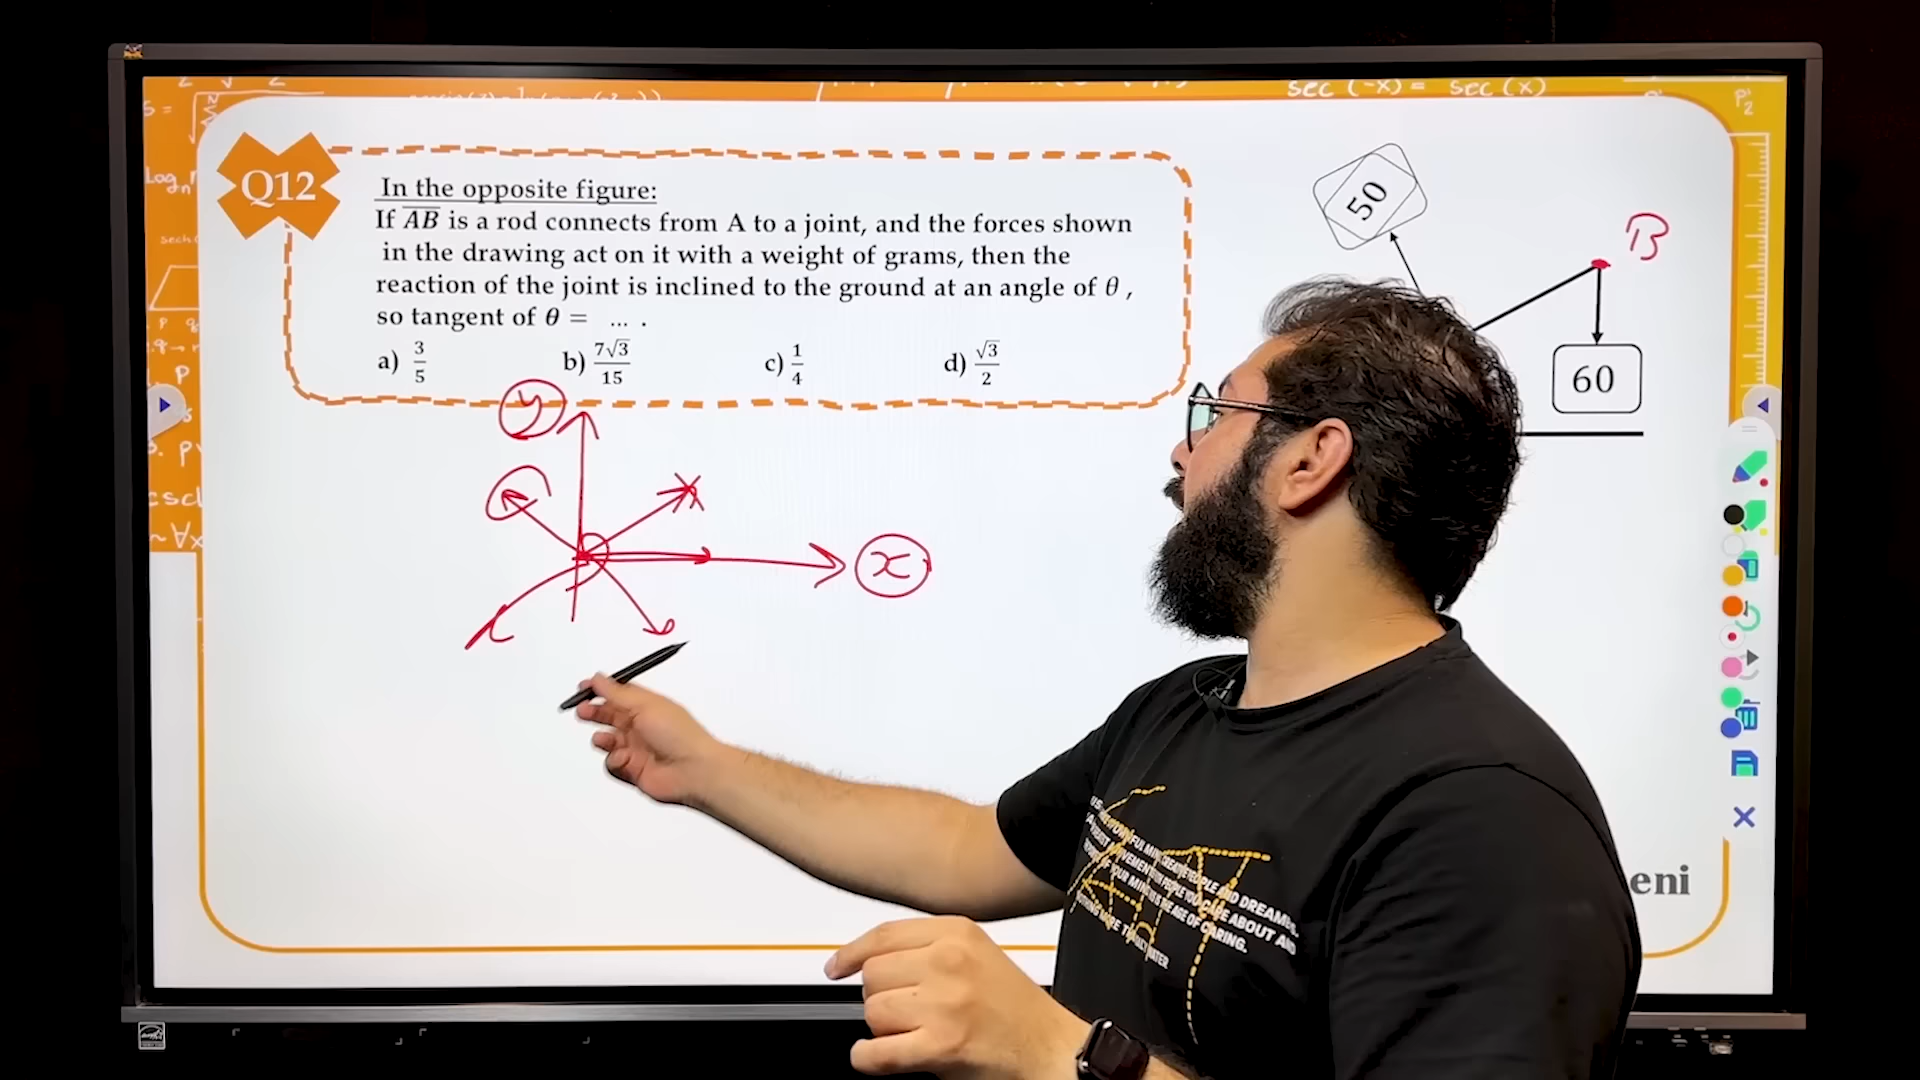 sec (-x) = sec (x)
S =
Log
P₂
Q12
In the opposite figure:
If AB is a rod connects from A to a joint, and the forces shown
in the drawing act on it with a weight of grams, then the
reaction of the joint is inclined to the ground at an angle of θ ,
so tangent of θ = ... .
a) 3/5 b) 7√3/15 c) 1/4 d) √3/2
50
B
60
y
x
eni